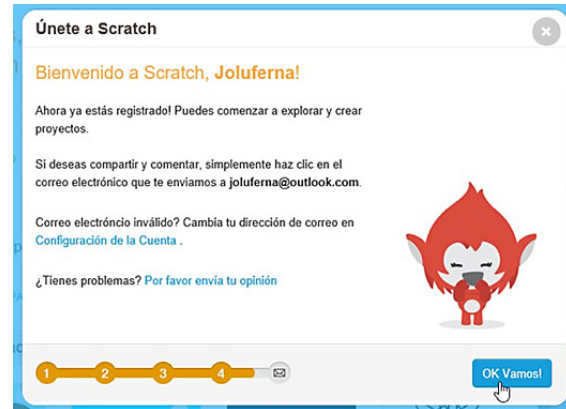 Únete a Scratch
Bienvenido a Scratch, Joluferna!
Ahora ya estás registrado! Puedes comenzar a explorar y crear
proyectos.
Si deseas compartir y comentar, simplemente haz clic en el
correo electrónico que te enviamos a joluferna@outlook.com.
Correo electróncio inválido? Cambia tu dirección de correo en
Configuración de la Cuenta .
¿Tienes problemas? Por favor envía tu opinión
1 2 3 4
OK Vamos!